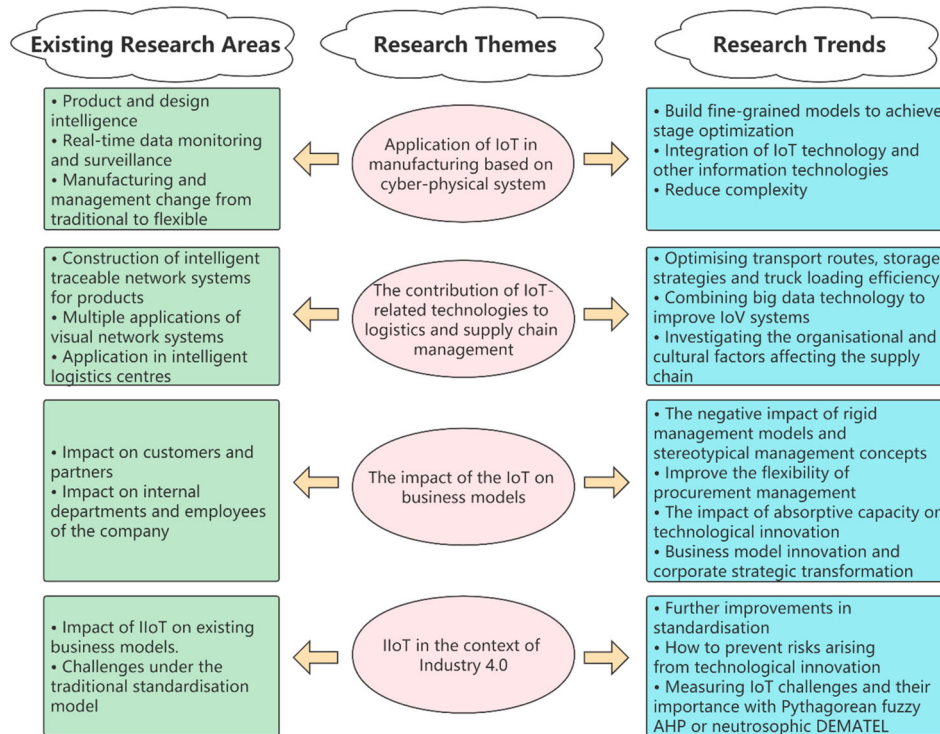 Existing Research Areas
Research Themes
Research Trends
• Product and design
intelligence
• Real-time data monitoring
and surveillance
• Manufacturing and
management change from
traditional to flexible
Application of IoT in
manufacturing based on
cyber-physical system
• Build fine-grained models to achieve
stage optimization
• Integration of IoT technology and
other information technologies
• Reduce complexity
• Construction of intelligent
traceable network systems
for products
• Multiple applications of
visual network systems
• Application in intelligent
logistics centres
The contribution of IoT-
related technologies to
logistics and supply chain
management
• Optimising transport routes, storage
strategies and truck loading efficiency
• Combining big data technology to
improve IoV systems
• Investigating the organisational and
cultural factors affecting the supply
chain
• Impact on customers and
partners
• Impact on internal
departments and employees
of the company
The impact of the IoT on
business models
• The negative impact of rigid
management models and
stereotypical management concepts
• Improve the flexibility of
procurement management
• The impact of absorptive capacity on
technological innovation
• Business model innovation and
corporate strategic transformation
• Impact of IIoT on existing
business models.
• Challenges under the
traditional standardisation
model
IIoT in the context of
Industry 4.0
• Further improvements in
standardisation
• How to prevent risks arising
from technological innovation
• Measuring IoT challenges and their
importance with Pythagorean fuzzy
AHP or neutrosophic DEMATEL